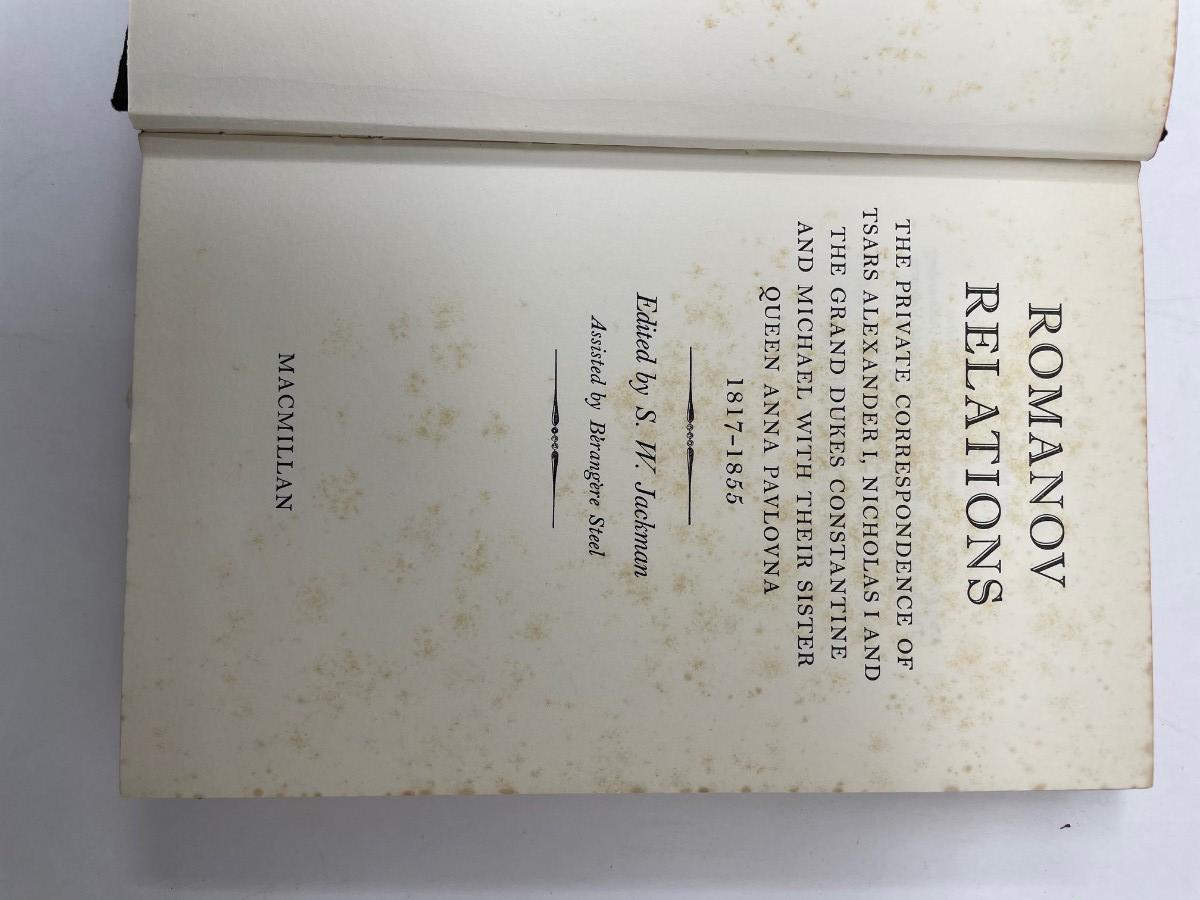 ROMANOV
RELATIONS
THE PRIVATE CORRESPONDENCE OF
TSARS ALEXANDER I, NICHOLAS I AND
THE GRAND DUKES CONSTANTINE
AND MICHAEL WITH THEIR SISTER
QUEEN ANNA PAVLOVNA
1817-1855
Edited by S. W. Jackman
Assisted by Bèrangère Steel
MACMILLAN